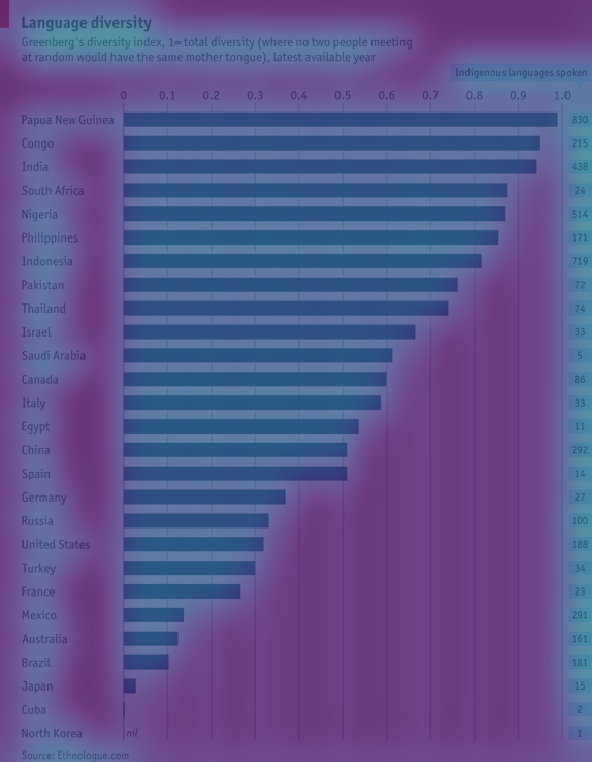 Language diversity
Greenberg's diversity index, 1=total diversity (where no two people meeting
at random would have the same mother tongue), latest available year
Indigenous languages spoken
0 0.1 0.2 0.3 0.4 0.5 0.6 0.7 0.8 0.9 1.0
Papua New Guinea 830
Congo 215
India 438
South Africa 24
Nigeria 514
Philippines 171
Indonesia 719
Pakistan 72
Thailand 74
Israel 33
Saudi Arabia 5
Canada 86
Italy 33
Egypt 11
China 292
Spain 14
Germany 27
Russia 100
United States 188
Turkey 34
France 23
Mexico 291
Australia 161
Brazil 181
Japan 15
Cuba 2
North Korea nil 1
Source: Ethnologue.com